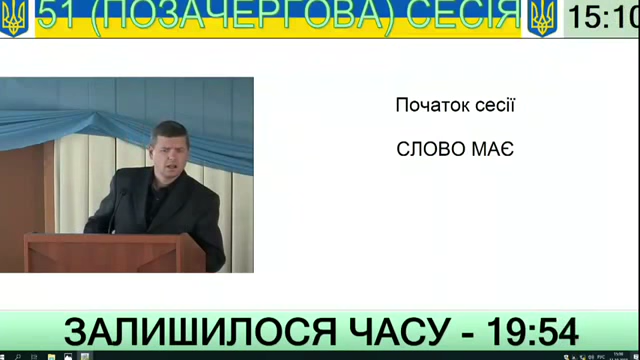 51 (ПОЗАЧЕРГОВА) СЕСІЯ
15:10
Початок сесії
СЛОВО МАЄ
ЗАЛИШИЛОСЯ ЧАСУ - 19:54